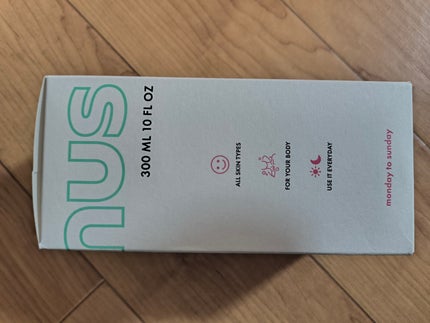 nus
300 ML 10 FL OZ
ALL SKIN TYPES
FOR YOUR BODY
USE IT EVERYDAY
monday to sunday